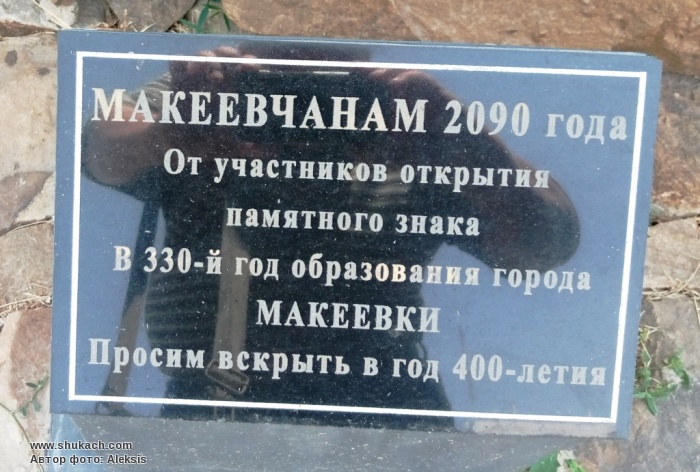 МАКЕЕВЧАНАМ 2090 года
От участников открытия
памятного знака
В 330-й год образования города
МАКЕЕВКИ
Просим вскрыть в год 400-летия
www.shukach.com
Автор фото: Aleksis